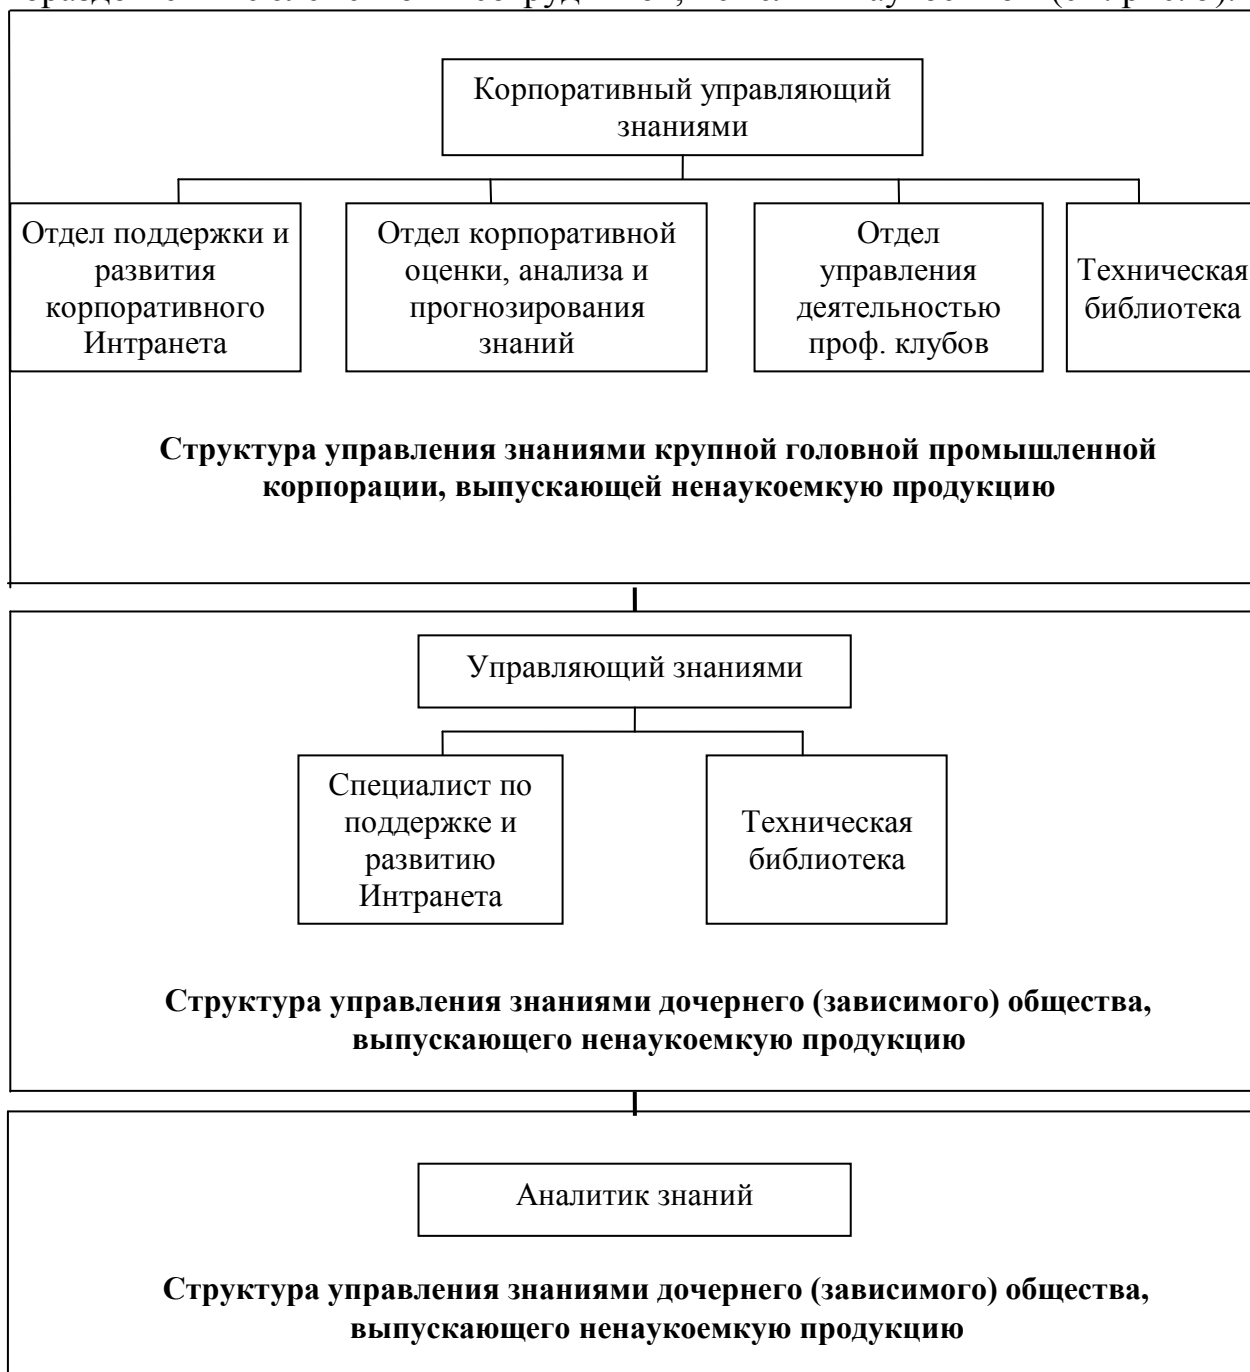 Корпоративный управляющий
знаниями
Отдел поддержки и
развития
корпоративного
Интранета
Отдел корпоративной
оценки, анализа и
прогнозирования
знаний
Отдел
управления
деятельностью
проф. клубов
Техническая
библиотека
Структура управления знаниями крупной головной промышленной
корпорации, выпускающей ненаукоемкую продукцию
Управляющий знаниями
Специалист по
поддержке и
развитию
Интранета
Техническая
библиотека
Структура управления знаниями дочернего (зависимого) общества,
выпускающего ненаукоемкую продукцию
Аналитик знаний
Структура управления знаниями дочернего (зависимого) общества,
выпускающего ненаукоемкую продукцию